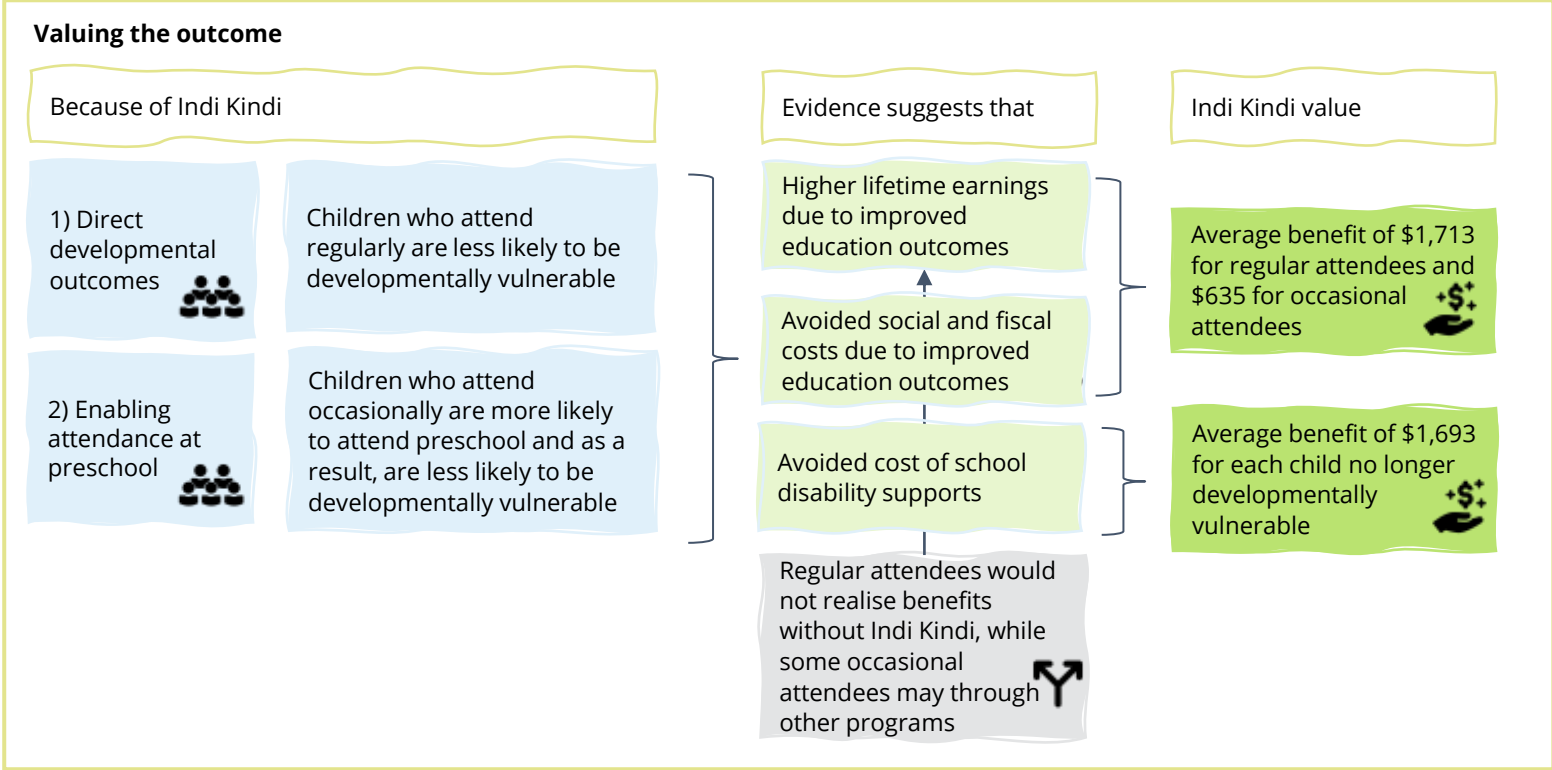 Valuing the outcome
Because of Indi Kindi
Evidence suggests that
Indi Kindi value
1) Direct
developmental
outcomes
Children who attend
regularly are less likely to be
developmentally vulnerable
2) Enabling
attendance at
preschool
Children who attend
occasionally are more likely
to attend preschool and as a
result, are less likely to be
developmentally vulnerable
Higher lifetime earnings
due to improved
education outcomes
Avoided social and fiscal
costs due to improved
education outcomes
Avoided cost of school
disability supports
Regular attendees would
not realise benefits
without Indi Kindi, while
some occasional
attendees may through
other programs
Average benefit of $1,713
for regular attendees and
$635 for occasional
attendees
Average benefit of $1,693
for each child no longer
developmentally
vulnerable